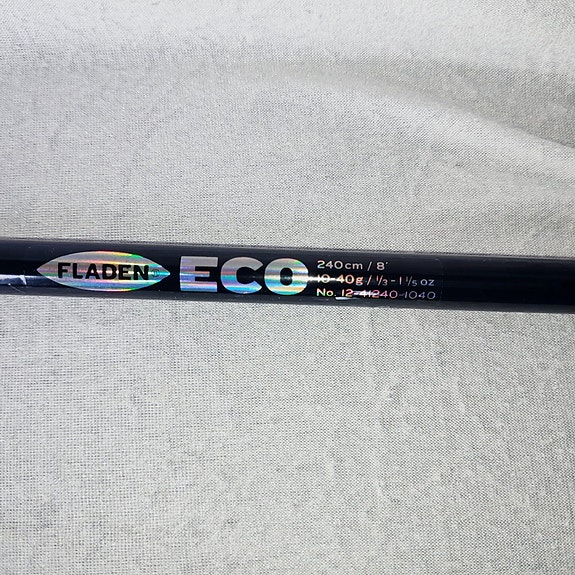 FLADEN
ECO
240cm / 8'
10-40g / 1/3 - 1 1/5 oz
No. 12-41240-1040